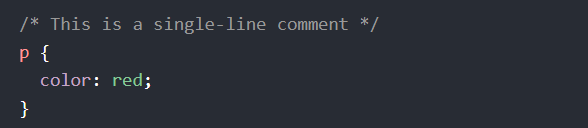 /* This is a single-line comment */
p {
  color: red;
}